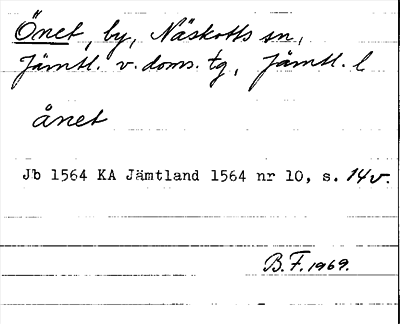 Önet, by, Näskotts sn,
Jämtl. v. doms. tg, Jämtl. l
ånet
Jb 1564 KA Jämtland 1564 nr 10, s. 14v.
B.F. 1969.